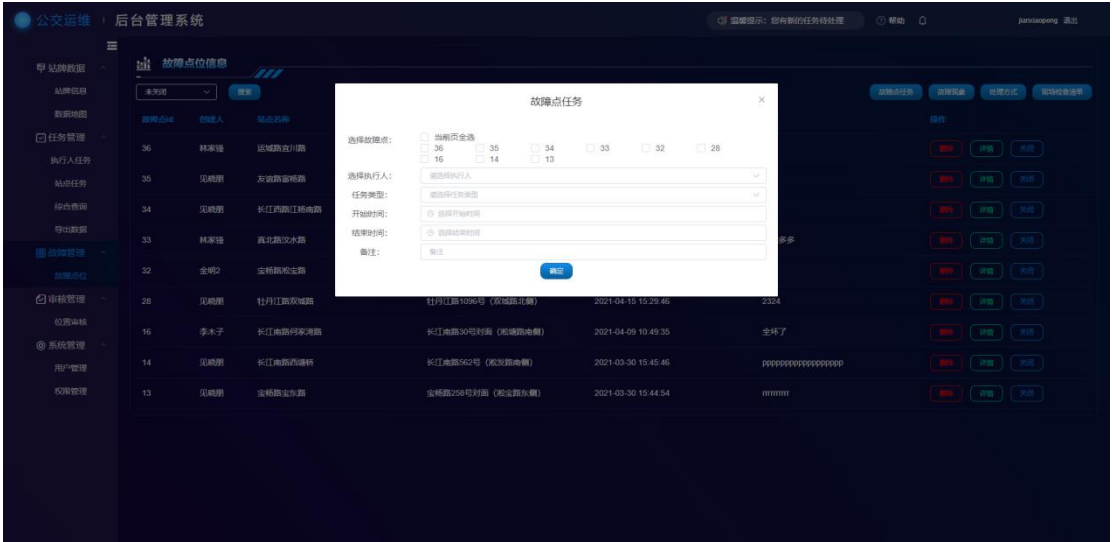 公交运维 | 后台管理系统 温馨提示：您有新的任务待处理 帮助 jianxiaopeng 退出
站牌数据
站牌信息
数据地图
任务管理
执行人任务
站点任务
综合查询
导出数据
故障管理
故障点位
审核管理
位置审核
系统管理
用户管理
权限管理
故障点位信息
未关闭 搜索 故障点任务 故障现象 处理方式 现场检查清单
故障点id 创建人 站点名称 操作
36 林家锋 运城路宜川路 删除 详情 关闭
35 见晓朋 友谊路富杨路 删除 详情 关闭
34 见晓朋 长江西路江杨南路 删除 详情 关闭
33 林家锋 真北路汶水路 多多 删除 详情 关闭
32 金明2 宝杨路淞宝路 删除 详情 关闭
28 见晓朋 牡丹江路双城路 牡丹江路1096号（双城路北侧） 2021-04-15 15:29:46 2324 删除 详情 关闭
16 李木子 长江南路何家湾路 长江南路30号对面（淞塘路南侧） 2021-04-09 10:49:35 全坏了 删除 详情 关闭
14 见晓朋 长江南路西塘桥 长江南路562号（淞发路南侧） 2021-03-30 15:45:46 pppppppppppppppppp 删除 详情 关闭
13 见晓朋 宝杨路宝东路 宝杨路258号对面（淞宝路东侧） 2021-03-30 15:44:54 删除 详情 关闭
故障点任务 ×
选择故障点： 当前页全选
36 35 34 33 32 28
16 14 13
选择执行人： 请选择执行人
任务类型： 请选择任务类型
开始时间： 选择开始时间
结束时间： 选择结束时间
备注： 备注
确定